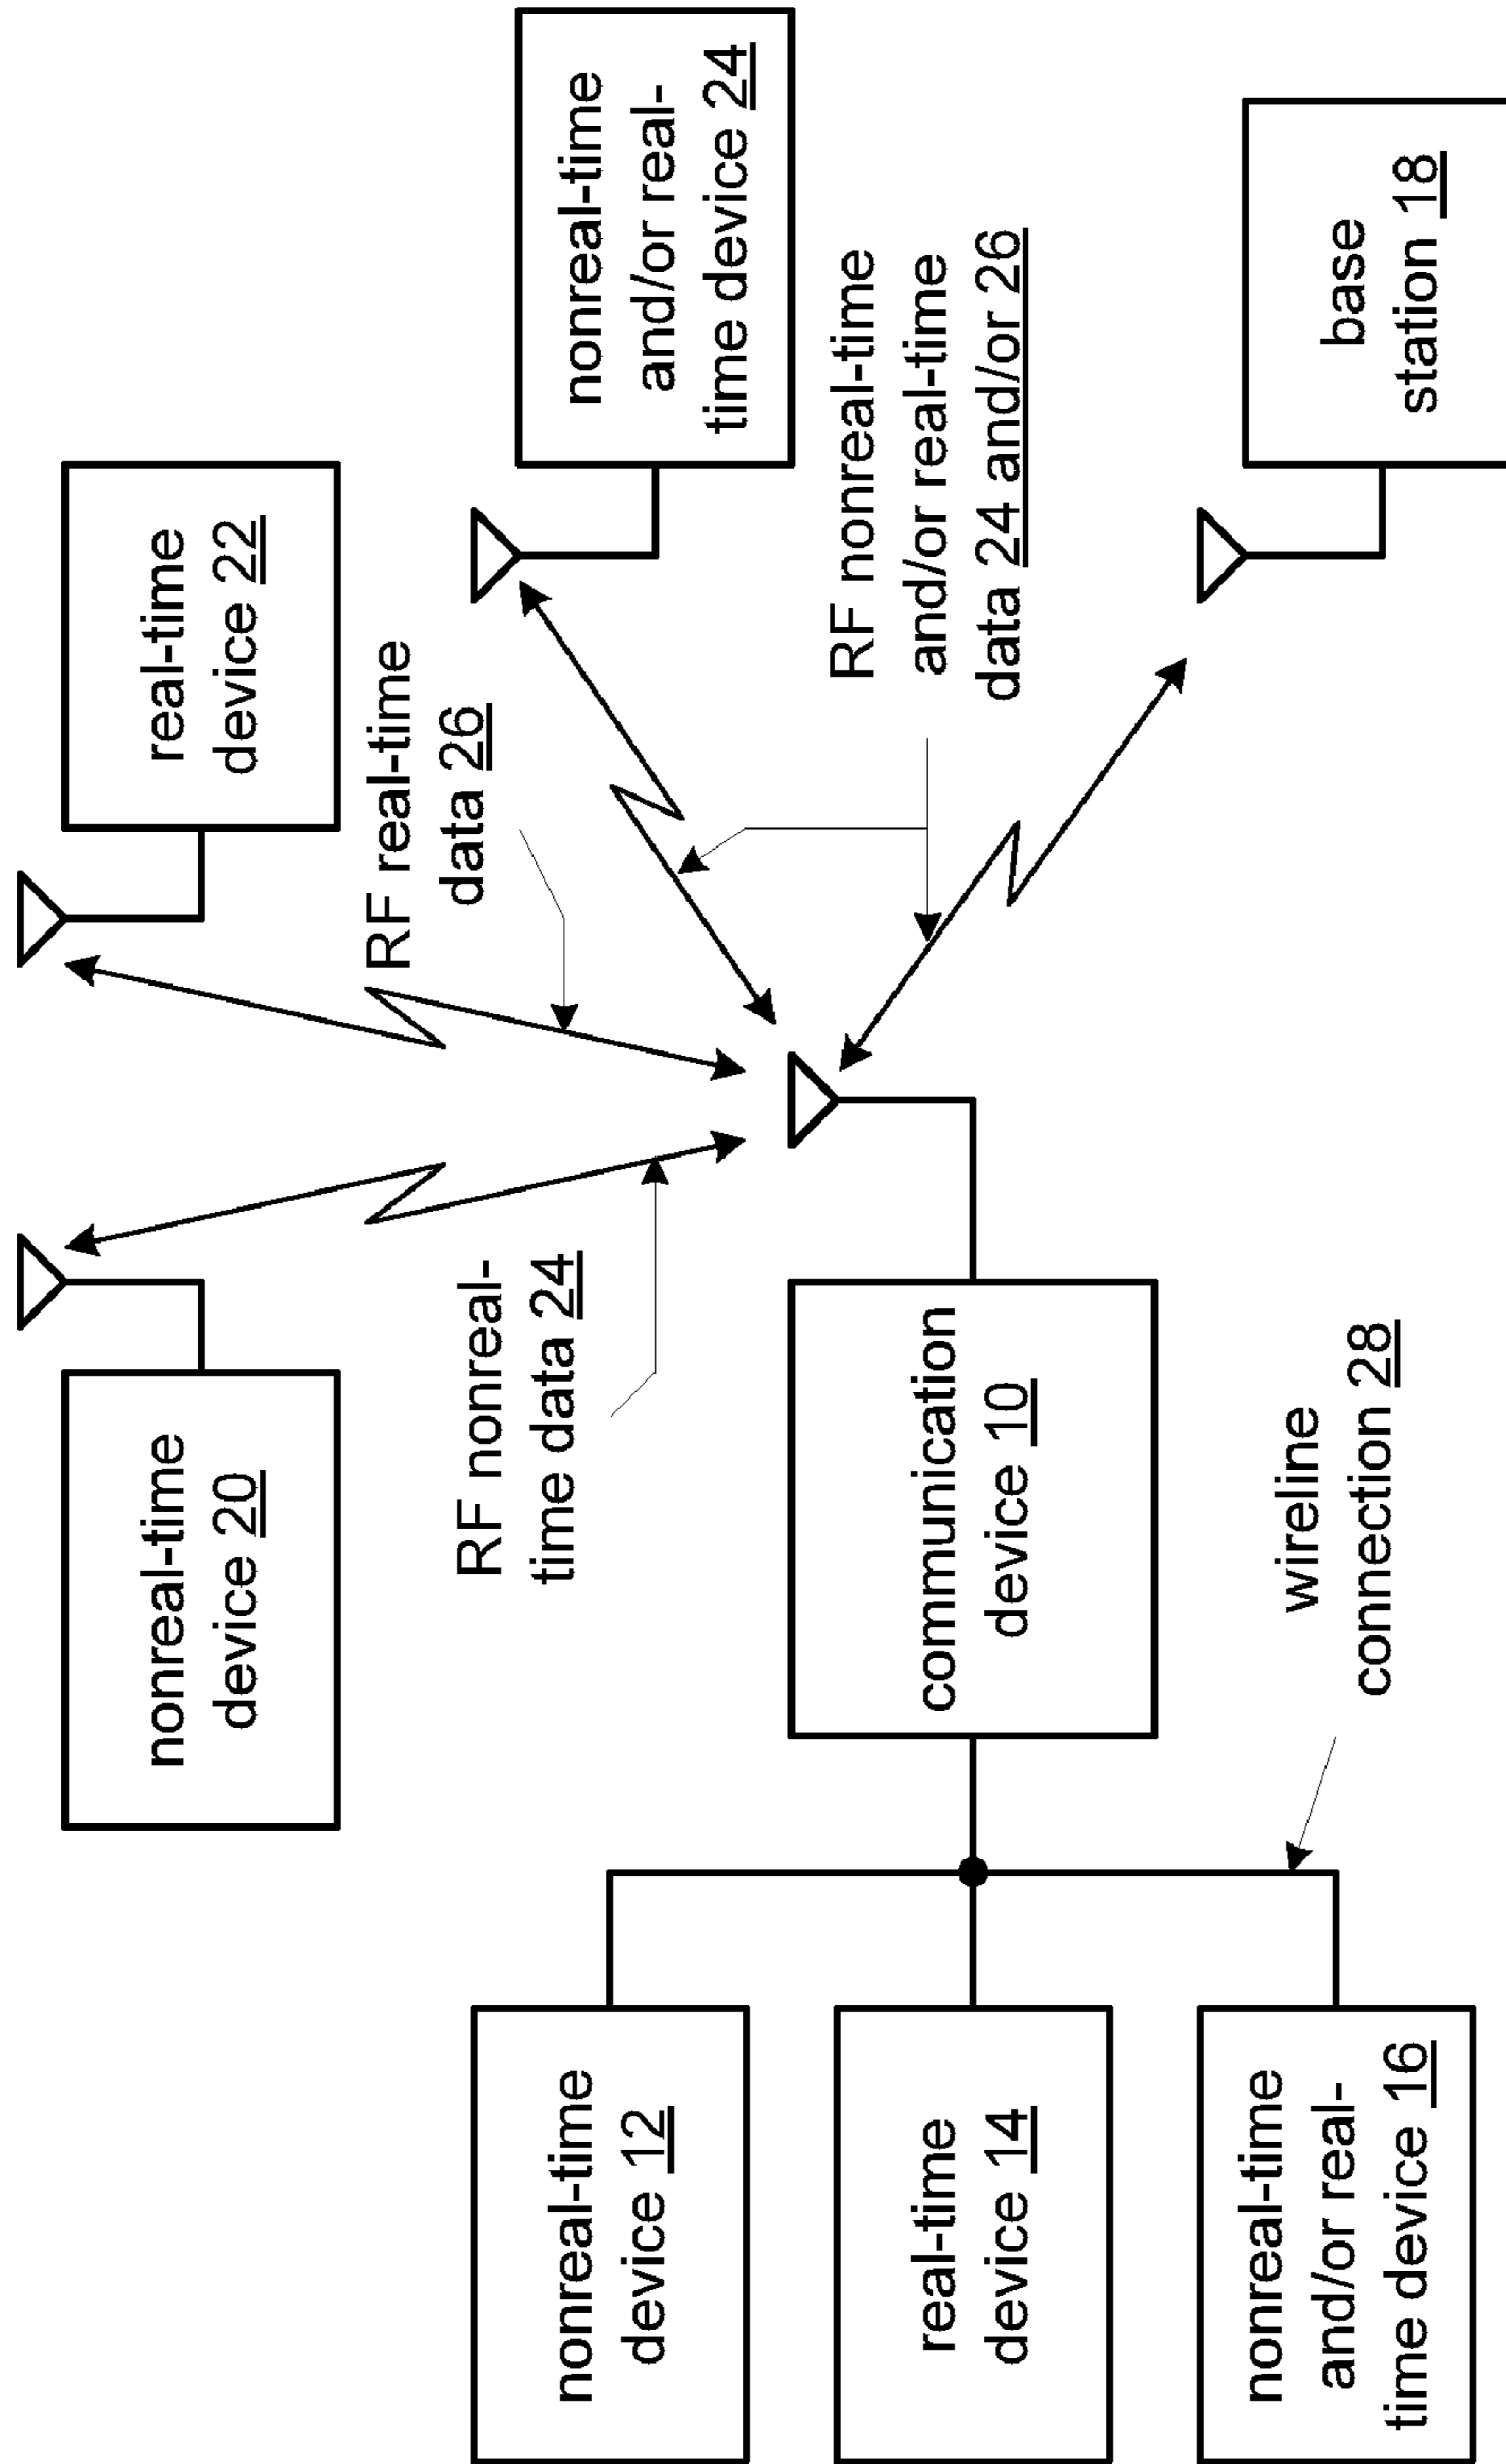 nonreal-time
device 20
real-time
device 22
RF real-time
data 26
RF nonreal-
time data 24
nonreal-time
and/or real-
time device 24
nonreal-time
device 12
communication
device 10
RF nonreal-time
and/or real-time
data 24 and/or 26
real-time
device 14
wireline
connection 28
nonreal-time
and/or real-
time device 16
base
station 18